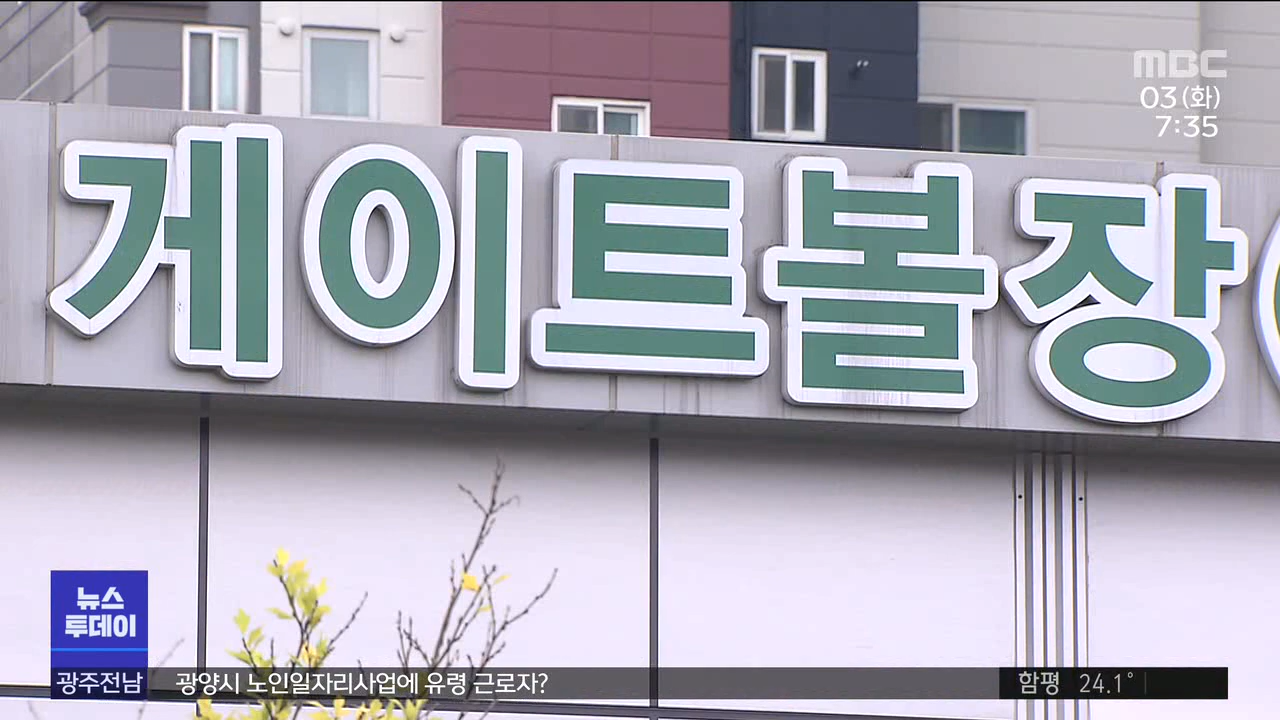 MBC
03(화)
7:35
게이트볼장
뉴스
투데이
광주전남
광양시 노인일자리사업에 유령 근로자?
함평 24.1°